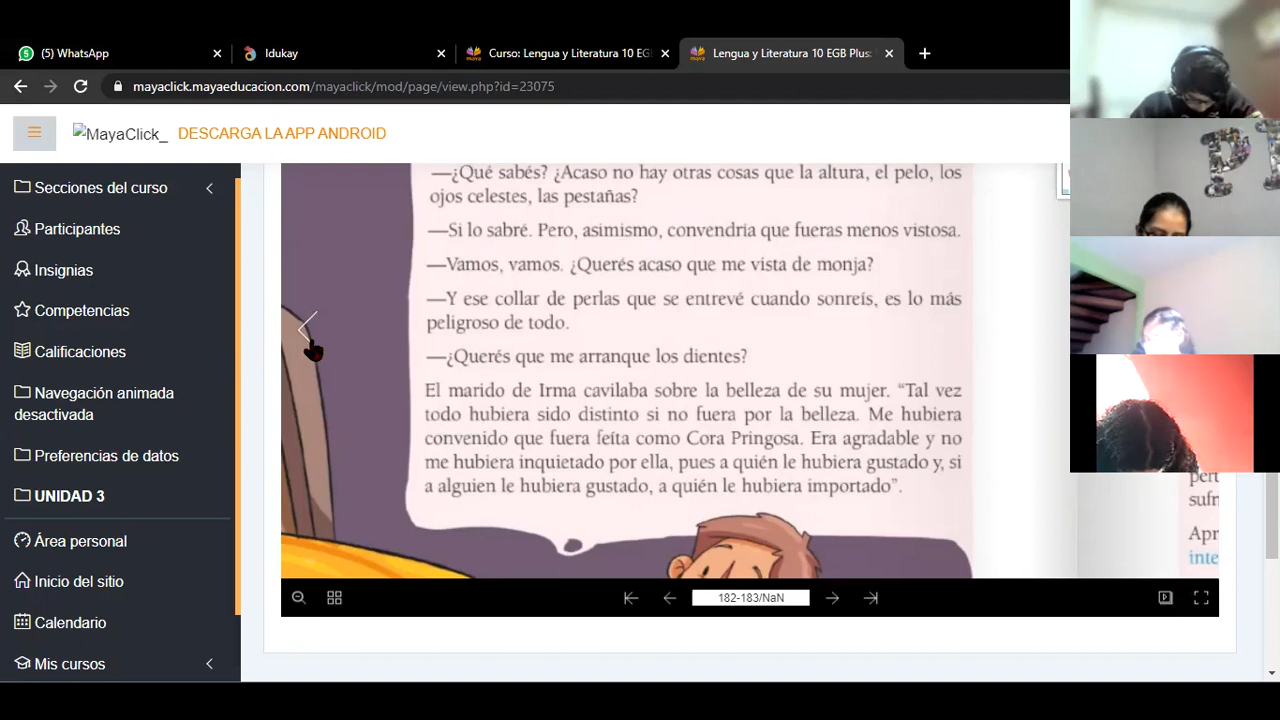 (5) WhatsApp
Idukay
Curso: Lengua y Literatura 10 EGB
Lengua y Literatura 10 EGB Plus:
mayaclick.mayaeducacion.com/mayaclick/mod/page/view.php?id=23075
MayaClick_
DESCARGA LA APP ANDROID
Secciones del curso
Participantes
Insignias
Competencias
Calificaciones
Navegación animada
desactivada
Preferencias de datos
UNIDAD 3
Área personal
Inicio del sitio
Calendario
Mis cursos
—¿Qué sabés? ¿Acaso no hay otras cosas que la altura, el pelo, los
ojos celestes, las pestañas?
—Si lo sabré. Pero, asimismo, convendría que fueras menos vistosa.
—Vamos, vamos. ¿Querés acaso que me vista de monja?
—Y ese collar de perlas que se entrevé cuando sonreís, es lo más
peligroso de todo.
—¿Querés que me arranque los dientes?
El marido de Irma cavilaba sobre la belleza de su mujer. “Tal vez
todo hubiera sido distinto si no fuera por la belleza. Me hubiera
convenido que fuera feíta como Cora Pringosa. Era agradable y no
me hubiera inquietado por ella, pues a quién le hubiera gustado y, si
a alguien le hubiera gustado, a quién le hubiera importado”.
182-183/NaN
sufr
Apr
inte